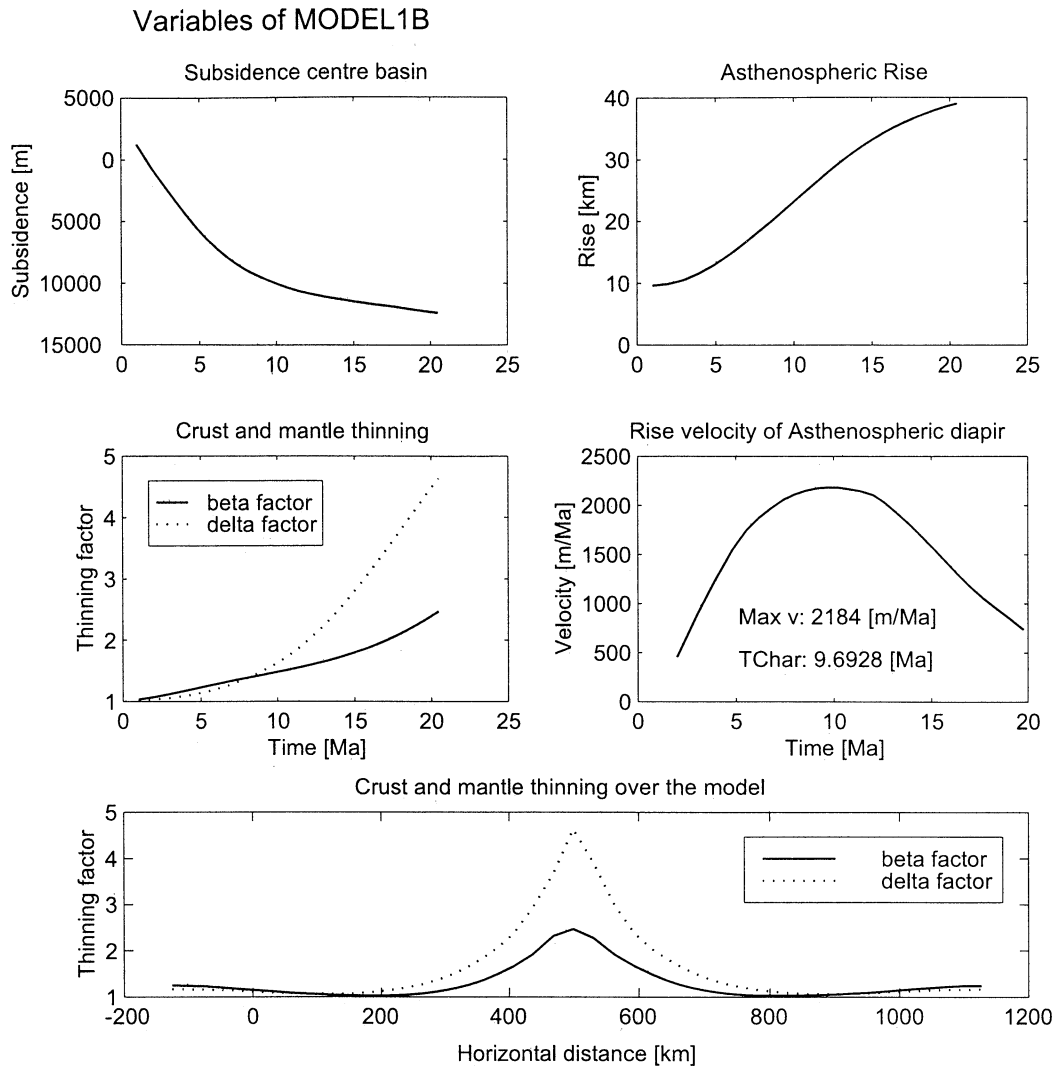 Variables of MODEL1B
Subsidence centre basin
5000
0
5000
10000
15000
Subsidence [m]
0 5 10 15 20 25
Asthenospheric Rise
40
30
20
10
0
Rise [km]
0 5 10 15 20 25
Crust and mantle thinning
5
4
3
2
1
Thinning factor
beta factor
delta factor
0 5 10 15 20 25
Time [Ma]
Rise velocity of Asthenospheric diapir
2500
2000
1500
1000
500
0
Velocity [m/Ma]
Max v: 2184 [m/Ma]
TChar: 9.6928 [Ma]
0 5 10 15 20
Time [Ma]
Crust and mantle thinning over the model
5
4
3
2
1
Thinning factor
beta factor
delta factor
-200 0 200 400 600 800 1000 1200
Horizontal distance [km]